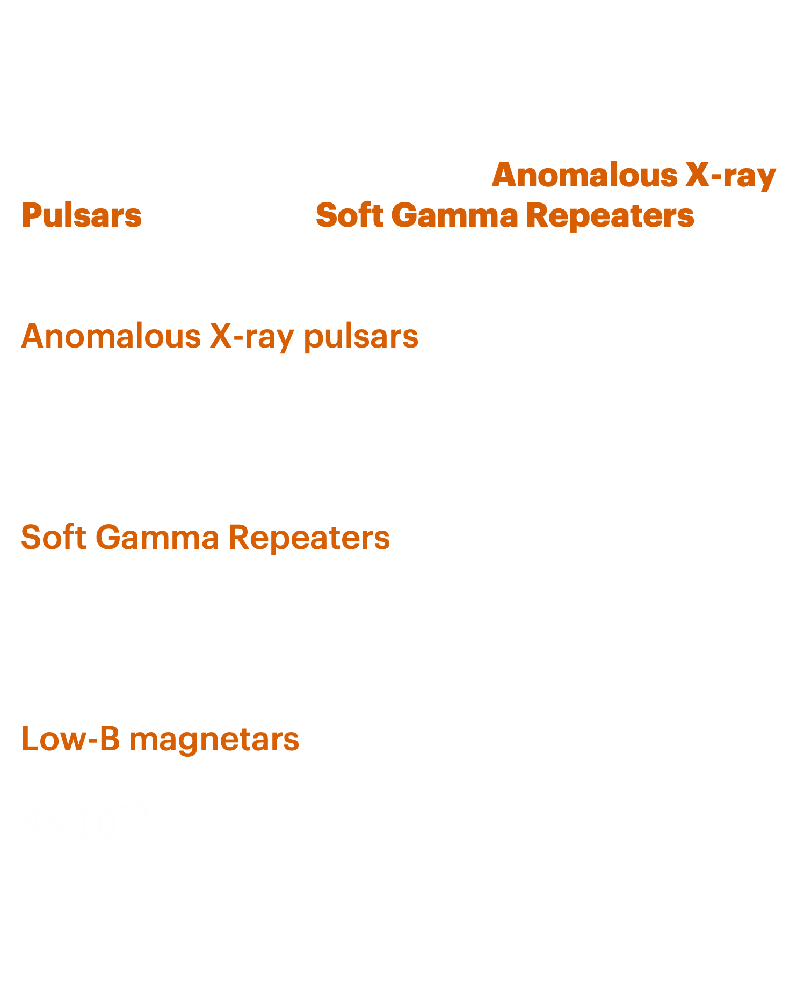 Anomalous X-ray
Pulsars Soft Gamma Repeaters
Anomalous X-ray pulsars
Soft Gamma Repeaters
Low-B magnetars